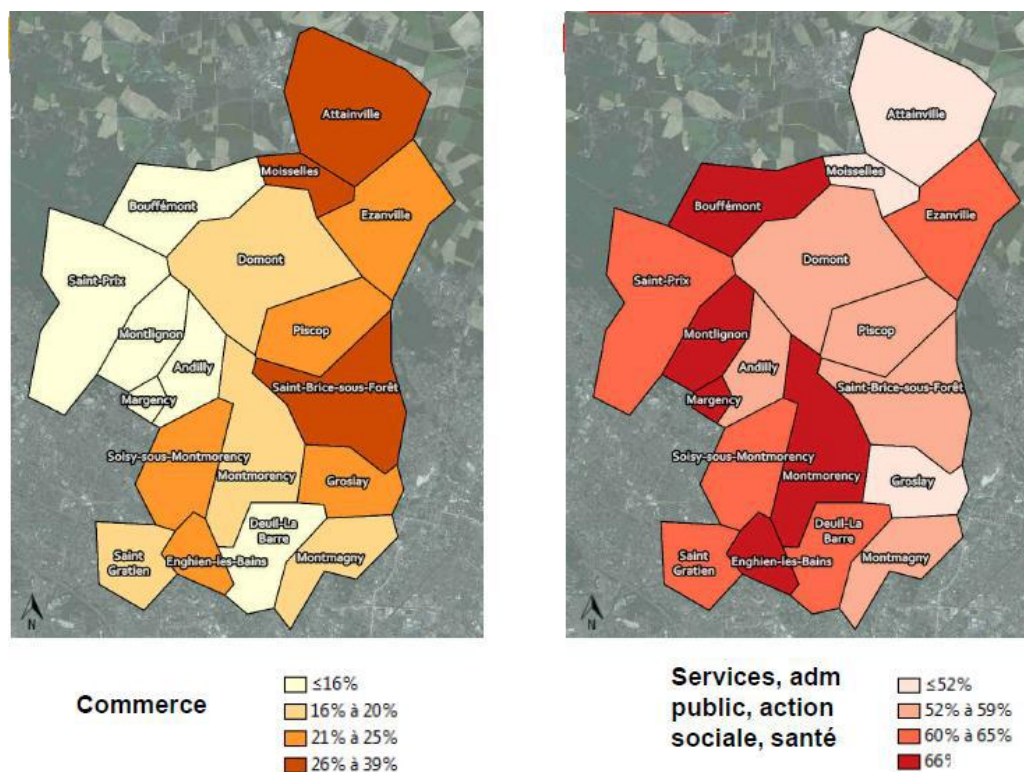 Attainville
Moisselles
Bouffémont
Ezanville
Domont
Saint-Prix
Montlignon
Piscop
Andilly
Saint-Brice-sous-Forêt
Margency
Soisy-sous-Montmorency
Montmorency
Groslay
Deuil-La
Barre
Saint
Gratien
Enghien-les-Bains
Montmagny
N
Commerce
≤16%
16% à 20%
21% à 25%
26% à 39%
Attainville
Moisselles
Bouffémont
Ezanville
Domont
Saint-Prix
Montlignon
Piscop
Andilly
Saint-Brice-sous-Forêt
Margency
Soisy-sous-Montmorency
Montmorency
Groslay
Deuil-La
Barre
Saint
Gratien
Enghien-les-Bains
Montmagny
N
Services, adm
public, action
sociale, santé
≤52%
52% à 59%
60% à 65%
66%